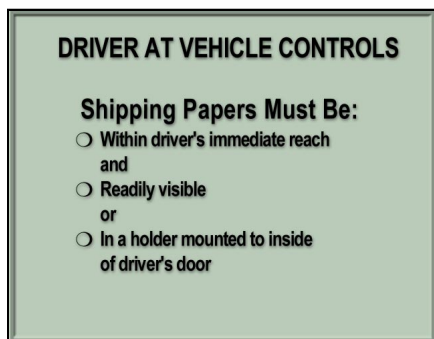 DRIVER AT VEHICLE CONTROLS
Shipping Papers Must Be:
❍ Within driver's immediate reach
and
❍ Readily visible
or
❍ In a holder mounted to inside
of driver's door